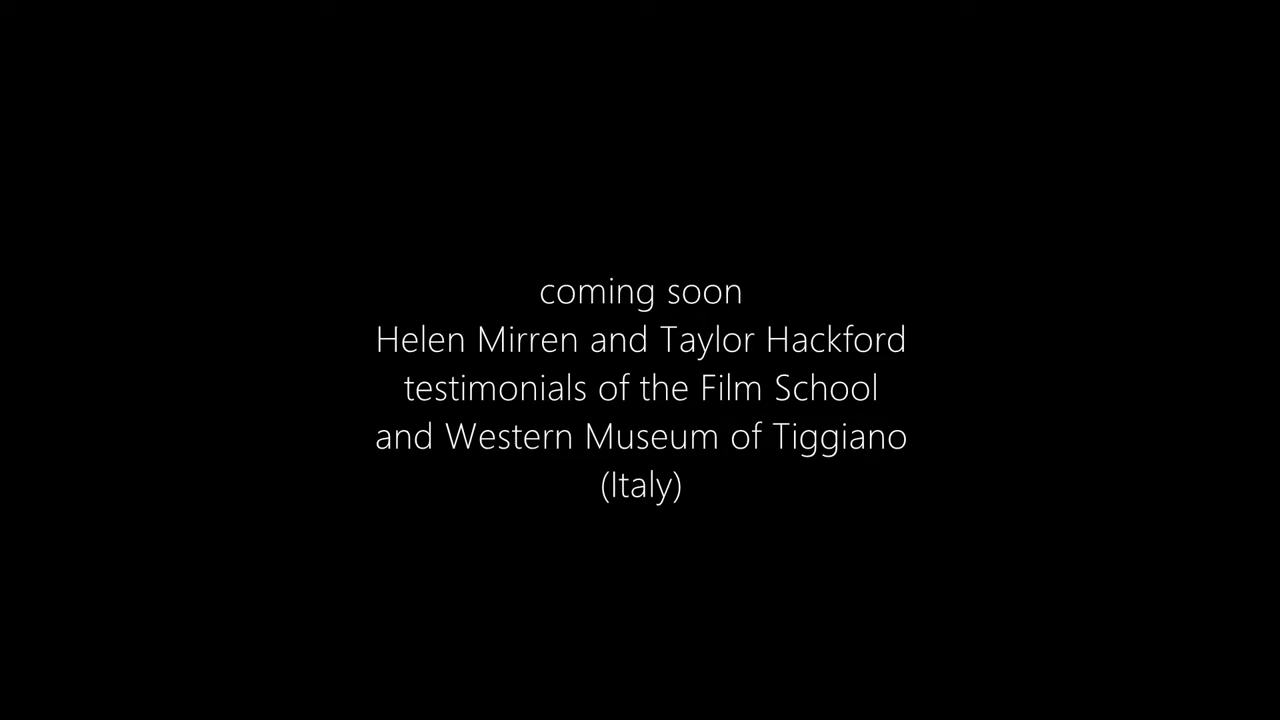 coming soon
Helen Mirren and Taylor Hackford
testimonials of the Film School
and Western Museum of Tiggiano
(Italy)